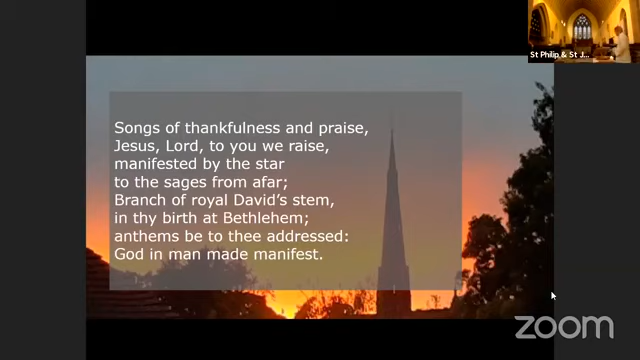 St Philip & St J...
Songs of thankfulness and praise,
Jesus, Lord, to you we raise,
manifested by the star
to the sages from afar;
Branch of royal David's stem,
in thy birth at Bethlehem;
anthems be to thee addressed:
God in man made manifest.
zoom